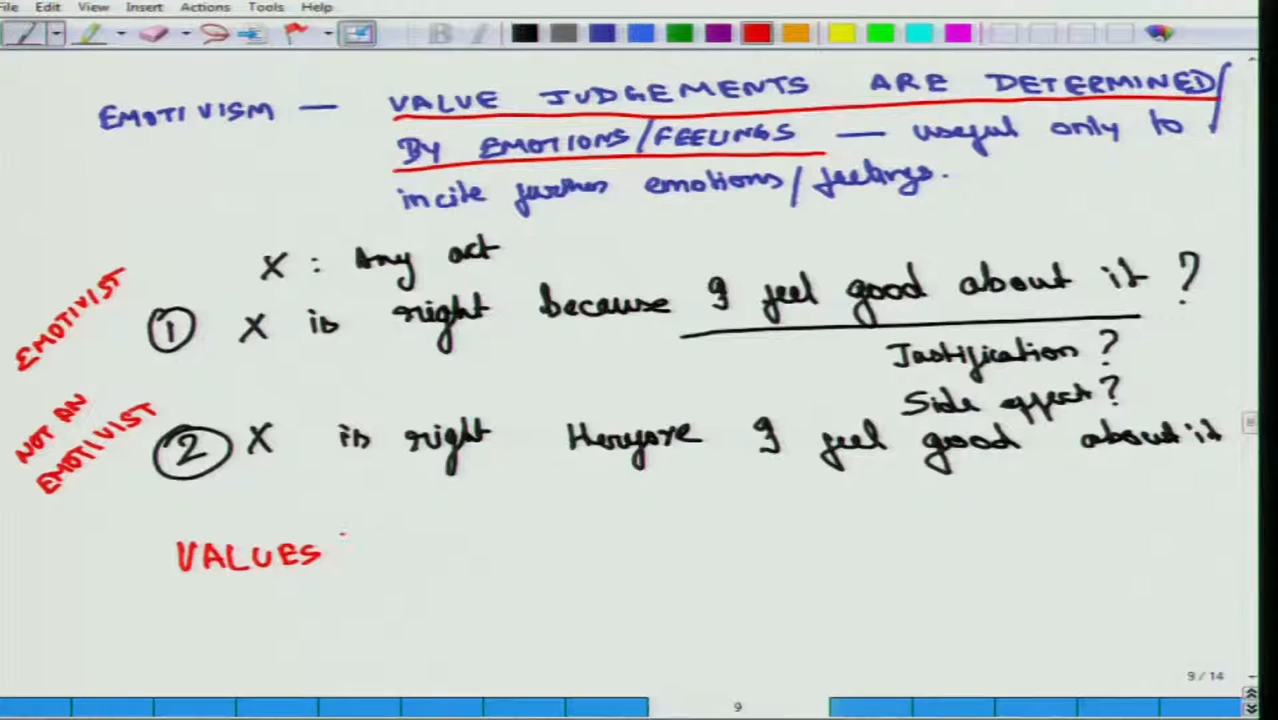 File Edit View Insert Actions Tools Help
EMOTIVISM — VALUE JUDGEMENTS ARE DETERMINED/
BY EMOTIONS/FEELINGS — useful only to
incite further emotions/feelings.
X : Any act
EMOTIVIST
① X is right because I feel good about it ?
Justification ?
Side effect ?
NOT AN
EMOTIVIST
② X is right therefore I feel good about it
VALUES
9 / 14
9